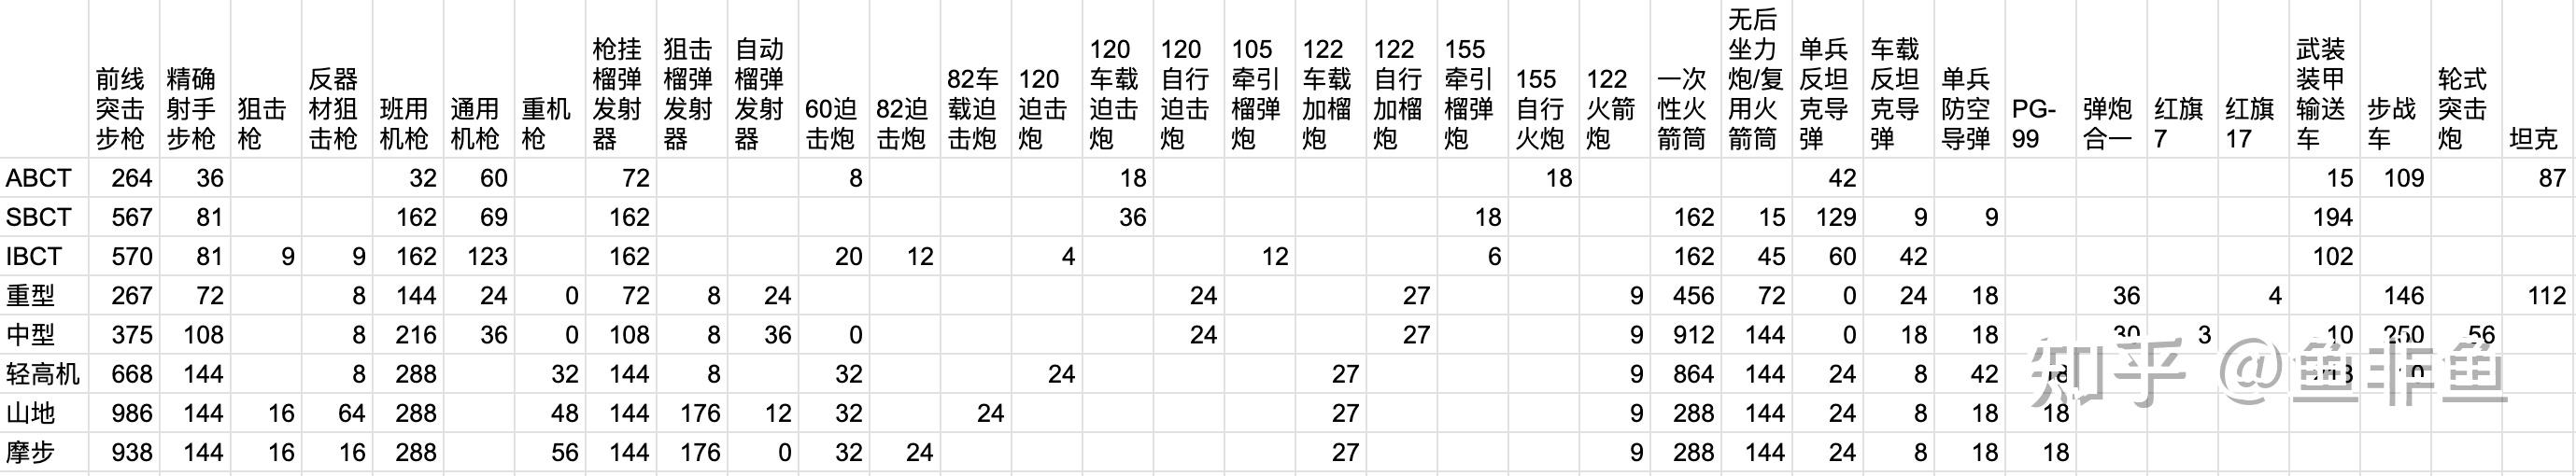 前线突击步枪 精确射手步枪 狙击枪 反器材狙击枪 班用机枪 通用机枪 重机枪 枪挂榴弹发射器 狙击榴弹发射器 自动榴弹发射器 60迫击炮 82迫击炮 82车载迫击炮 120迫击炮 120车载迫击炮 120自行迫击炮 105牵引榴弹炮 122车载加榴炮 122自行加榴炮 155牵引榴弹炮 155自行火炮 122火箭炮 一次性火箭筒 无后坐力炮/复用火箭筒 单兵反坦克导弹 车载反坦克导弹 单兵防空导弹 PG-99 弹炮合一 红旗7 红旗17 武装装甲输送车 步战车 轮式突击炮 坦克
ABCT 264 36 32 60 72 8 18 18 42 15 109 87
SBCT 567 81 162 69 162 36 18 162 15 129 9 9 194
IBCT 570 81 9 9 162 123 162 20 12 4 12 6 162 45 60 42 102
重型 267 72 8 144 24 0 72 8 24 24 27 9 456 72 0 24 18 36 4 146 112
中型 375 108 8 216 36 0 108 8 36 0 24 27 9 912 144 0 18 18 30 3 10 250 56
轻高机 668 144 8 288 32 144 8 32 24 27 9 864 144 24 8 42 18
山地 986 144 16 64 288 48 144 176 12 32 24 27 9 288 144 24 8 18 18
摩步 938 144 16 16 288 56 144 176 0 32 24 27 9 288 144 24 8 18 18
知乎 @鱼非鱼